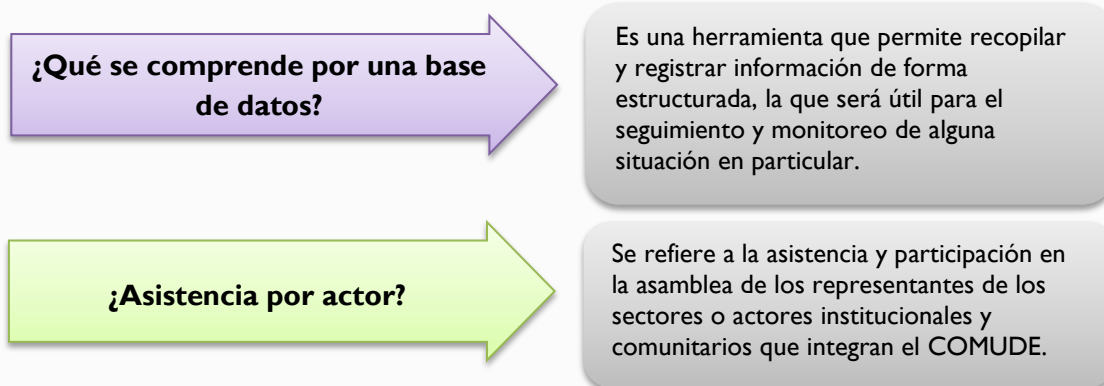 ¿Qué se comprende por una base
de datos?
Es una herramienta que permite recopilar
y registrar información de forma
estructurada, la que será útil para el
seguimiento y monitoreo de alguna
situación en particular.
¿Asistencia por actor?
Se refiere a la asistencia y participación en
la asamblea de los representantes de los
sectores o actores institucionales y
comunitarios que integran el COMUDE.